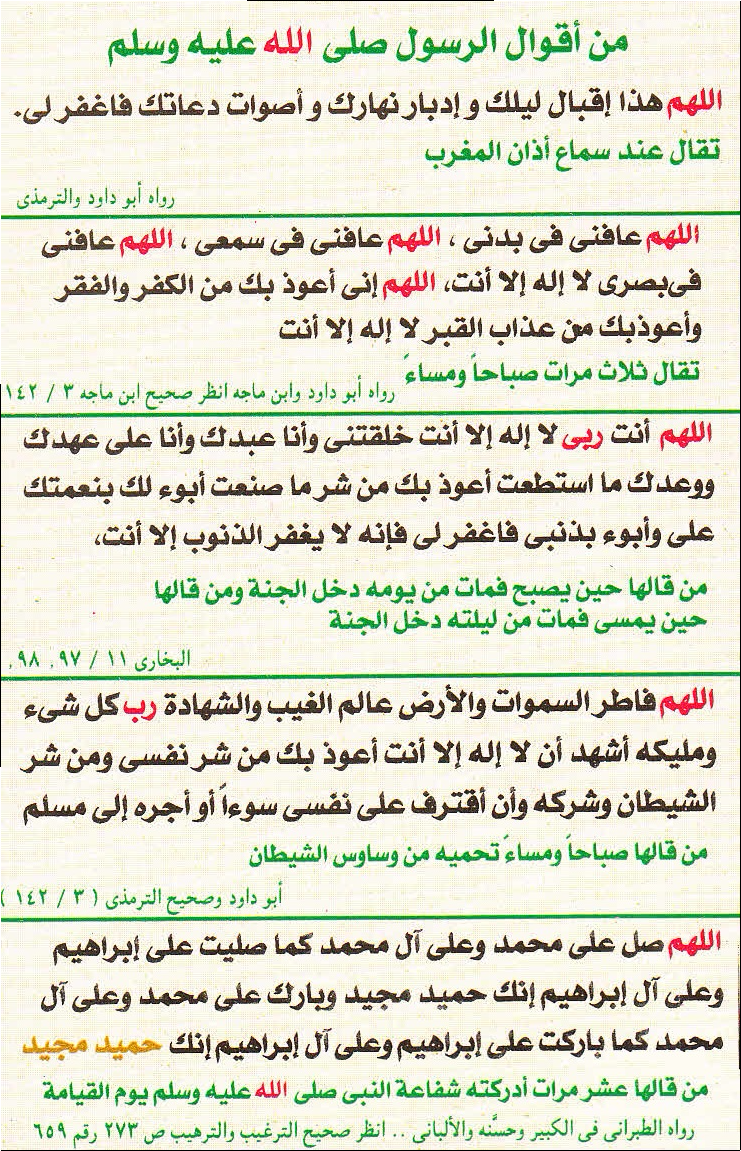 من أقوال الرسول صلى الله عليه وسلم
اللهم هذا إقبال ليلك و إدبار نهارك و أصوات دعاتك فاغفر لى.
تقال عند سماع أذان المغرب
رواه أبو داود والترمذى
اللهم عافنى فى بدنى ، اللهم عافنى فى سمعى ، اللهم عافنى
فى بصرى لا إله إلا أنت، اللهم إنى أعوذ بك من الكفر والفقر
وأعوذبك من عذاب القبر لا إله إلا أنت
تقال ثلاث مرات صباحاً ومساءً
رواه أبو داود وابن ماجه انظر صحيح ابن ماجه ٣ / ١٤٢
اللهم أنت ربى لا إله إلا أنت خلقتنى وأنا عبدك وأنا على عهدك
ووعدك ما استطعت أعوذ بك من شر ما صنعت أبوء لك بنعمتك
على وأبوء بذنبى فاغفر لى فإنه لا يغفر الذنوب إلا أنت،
من قالها حين يصبح فمات من يومه دخل الجنة ومن قالها
حين يمسى فمات من ليلته دخل الجنة
البخارى ١١ / ٩٧، ٩٨،
اللهم فاطر السموات والأرض عالم الغيب والشهادة رب كل شىء
ومليكه أشهد أن لا إله إلا أنت أعوذ بك من شر نفسى ومن شر
الشيطان وشركه وأن أقترف على نفسى سوءاً أو أجره إلى مسلم
من قالها صباحاً ومساءً تحميه من وساوس الشيطان
أبو داود وصحيح الترمذى ( ٣ / ١٤٢ )
اللهم صل على محمد وعلى آل محمد كما صليت على إبراهيم
وعلى آل إبراهيم إنك حميد مجيد وبارك على محمد وعلى آل
محمد كما باركت على إبراهيم وعلى آل إبراهيم إنك حميد مجيد
من قالها عشر مرات أدركته شفاعة النبى صلى الله عليه وسلم يوم القيامة
رواه الطبرانى فى الكبير وحسَّنه والألبانى .. انظر صحيح الترغيب والترهيب ص ٢٧٣ رقم ٦٥٩